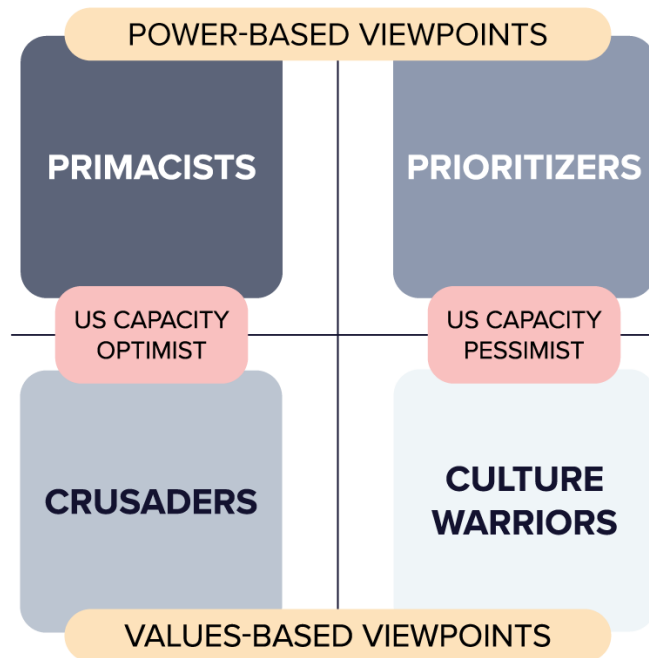 POWER-BASED VIEWPOINTS
PRIMACISTS
PRIORITIZERS
US CAPACITY
OPTIMIST
US CAPACITY
PESSIMIST
CRUSADERS
CULTURE
WARRIORS
VALUES-BASED VIEWPOINTS